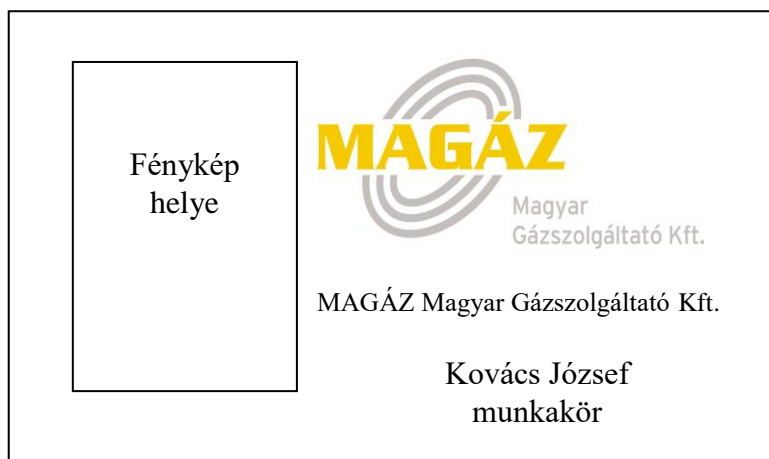 Fénykép
helye
MAGÁZ
Magyar
Gázszolgáltató Kft.
MAGÁZ Magyar Gázszolgáltató Kft.
Kovács József
munkakör